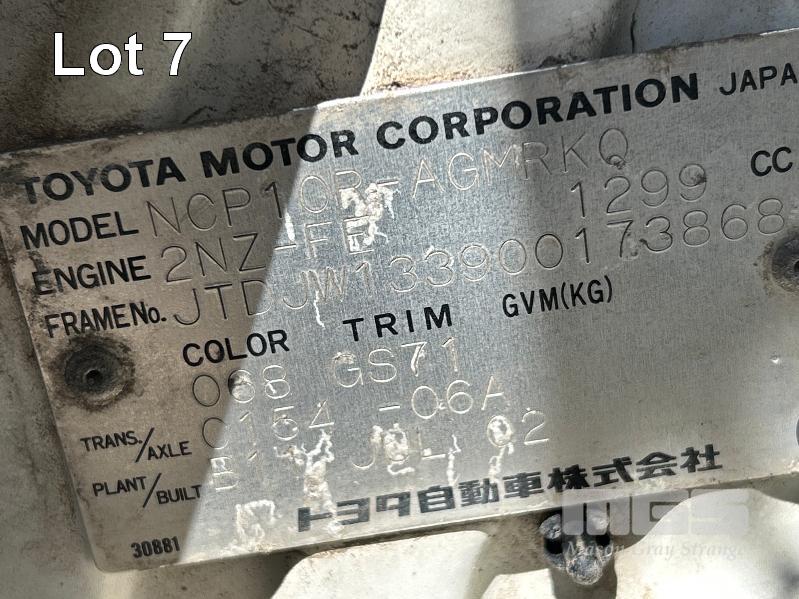 Lot 7
TOYOTA MOTOR CORPORATION JAPA
MODEL NCP10R-AGMRKQ
ENGINE 2NZ-FE 1299 CC
FRAME No. JTDJW133900173868
COLOR TRIM GVM(KG)
068 GS71
TRANS./AXLE C154 -06A
PLANT/BUILT JUL 02
トヨタ自動車株式会社
30881
MGS
Mason Gray Strange